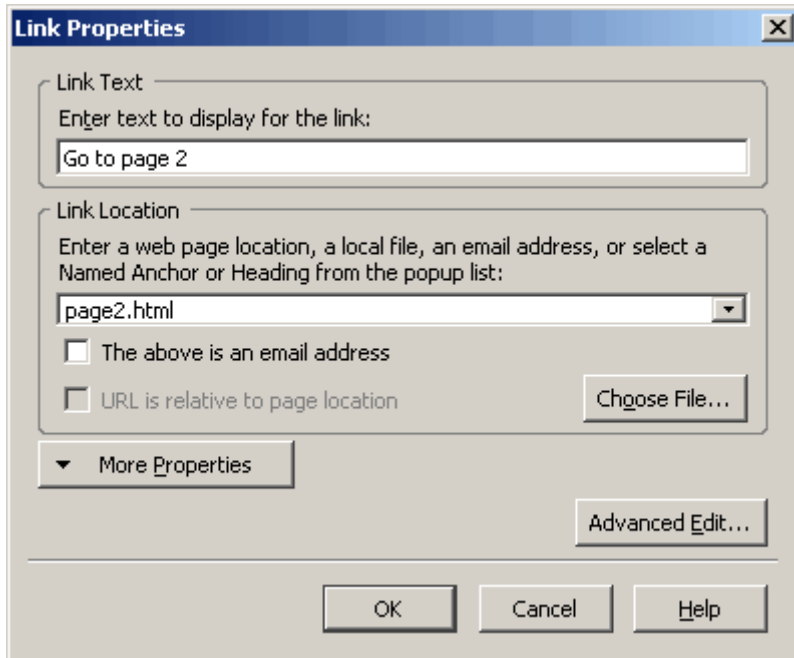 Link Properties
Link Text
Enter text to display for the link:
Go to page 2
Link Location
Enter a web page location, a local file, an email address, or select a
Named Anchor or Heading from the popup list:
page2.html
The above is an email address
URL is relative to page location
Choose File...
More Properties
Advanced Edit...
OK Cancel Help